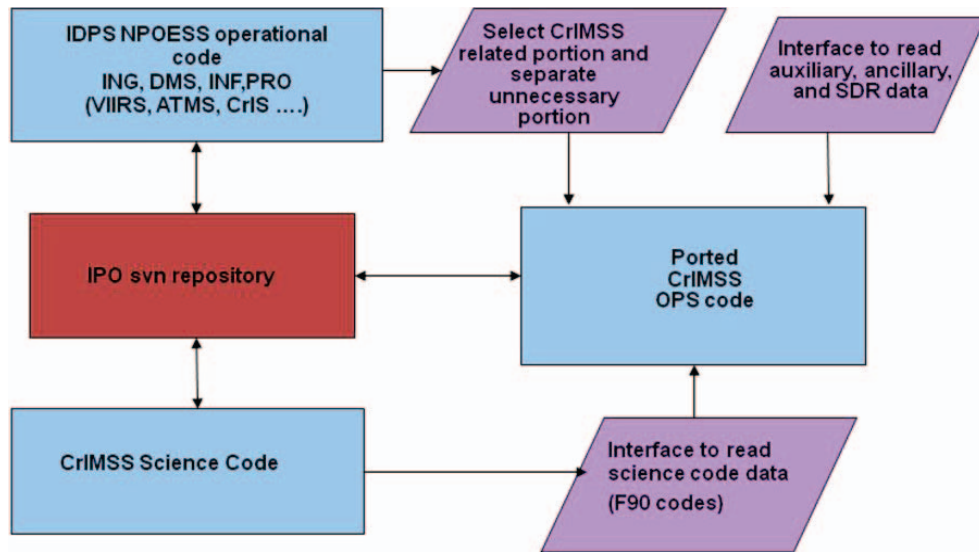 IDPS NPOESS operational
code
ING, DMS, INF,PRO
(VIIRS, ATMS, CrIS ....)
Select CrIMSS
related portion and
separate
unnecessary
portion
Interface to read
auxiliary, ancillary,
and SDR data
IPO svn repository
Ported
CrIMSS
OPS code
CrIMSS Science Code
Interface to read
science code data
(F90 codes)